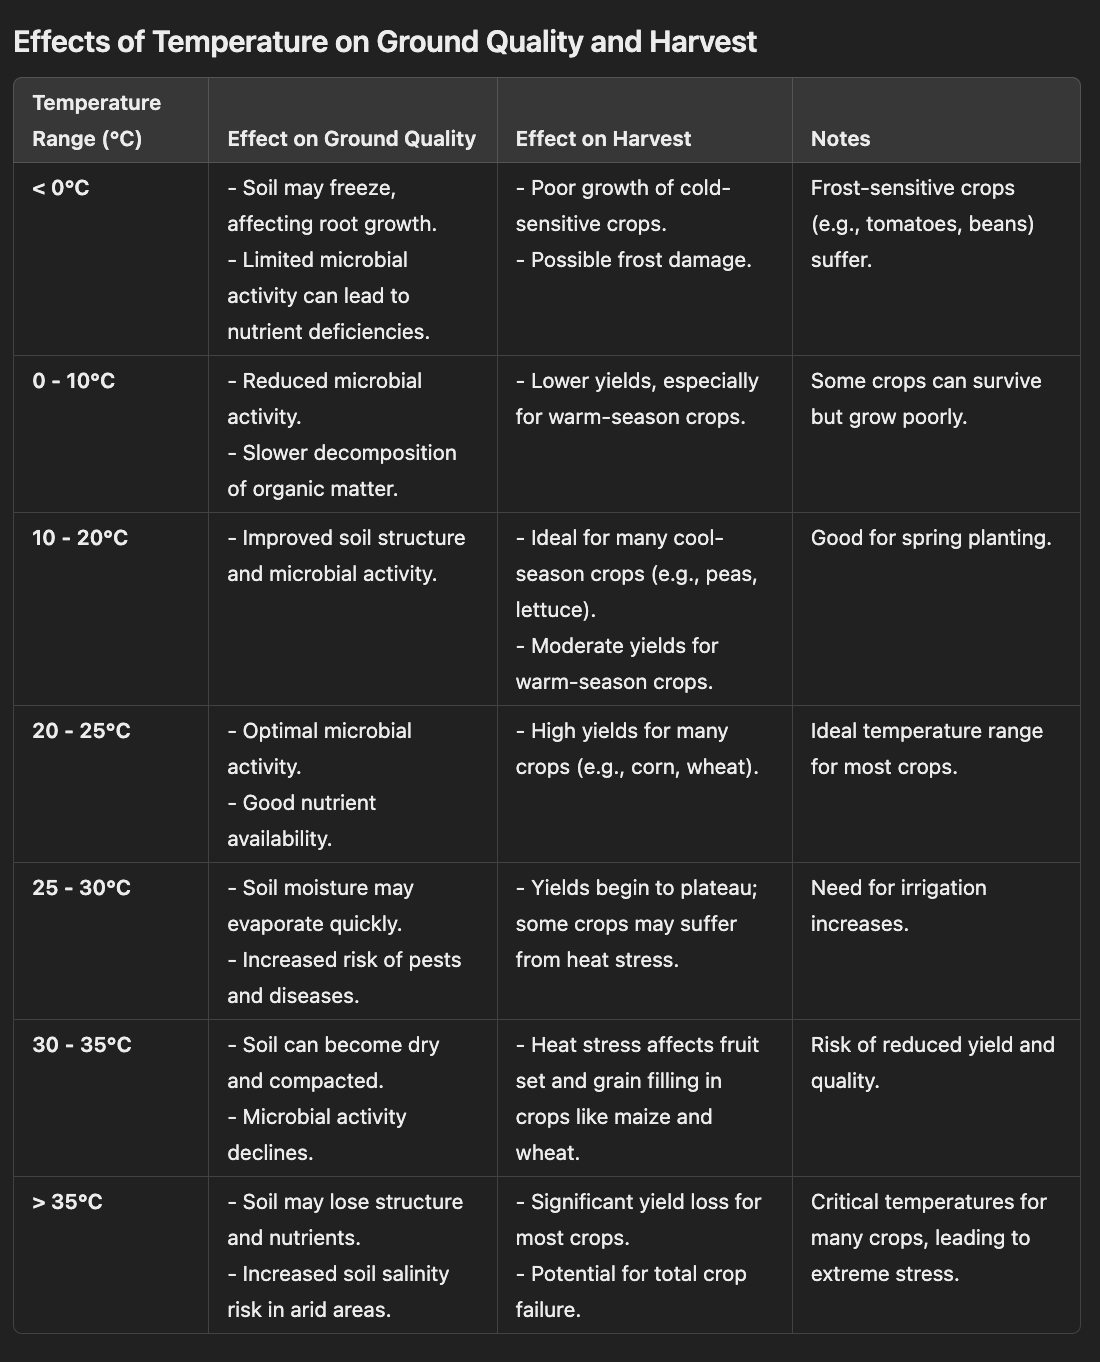 Effects of Temperature on Ground Quality and Harvest
Temperature
Range (°C)
Effect on Ground Quality
Effect on Harvest
Notes
< 0°C
- Soil may freeze,
affecting root growth.
- Limited microbial
activity can lead to
nutrient deficiencies.
- Poor growth of cold-
sensitive crops.
- Possible frost damage.
Frost-sensitive crops
(e.g., tomatoes, beans)
suffer.
0 - 10°C
- Reduced microbial
activity.
- Slower decomposition
of organic matter.
- Lower yields, especially
for warm-season crops.
Some crops can survive
but grow poorly.
10 - 20°C
- Improved soil structure
and microbial activity.
- Ideal for many cool-
season crops (e.g., peas,
lettuce).
- Moderate yields for
warm-season crops.
Good for spring planting.
20 - 25°C
- Optimal microbial
activity.
- Good nutrient
availability.
- High yields for many
crops (e.g., corn, wheat).
Ideal temperature range
for most crops.
25 - 30°C
- Soil moisture may
evaporate quickly.
- Increased risk of pests
and diseases.
- Yields begin to plateau;
some crops may suffer
from heat stress.
Need for irrigation
increases.
30 - 35°C
- Soil can become dry
and compacted.
- Microbial activity
declines.
- Heat stress affects fruit
set and grain filling in
crops like maize and
wheat.
Risk of reduced yield and
quality.
> 35°C
- Soil may lose structure
and nutrients.
- Increased soil salinity
risk in arid areas.
- Significant yield loss for
most crops.
- Potential for total crop
failure.
Critical temperatures for
many crops, leading to
extreme stress.